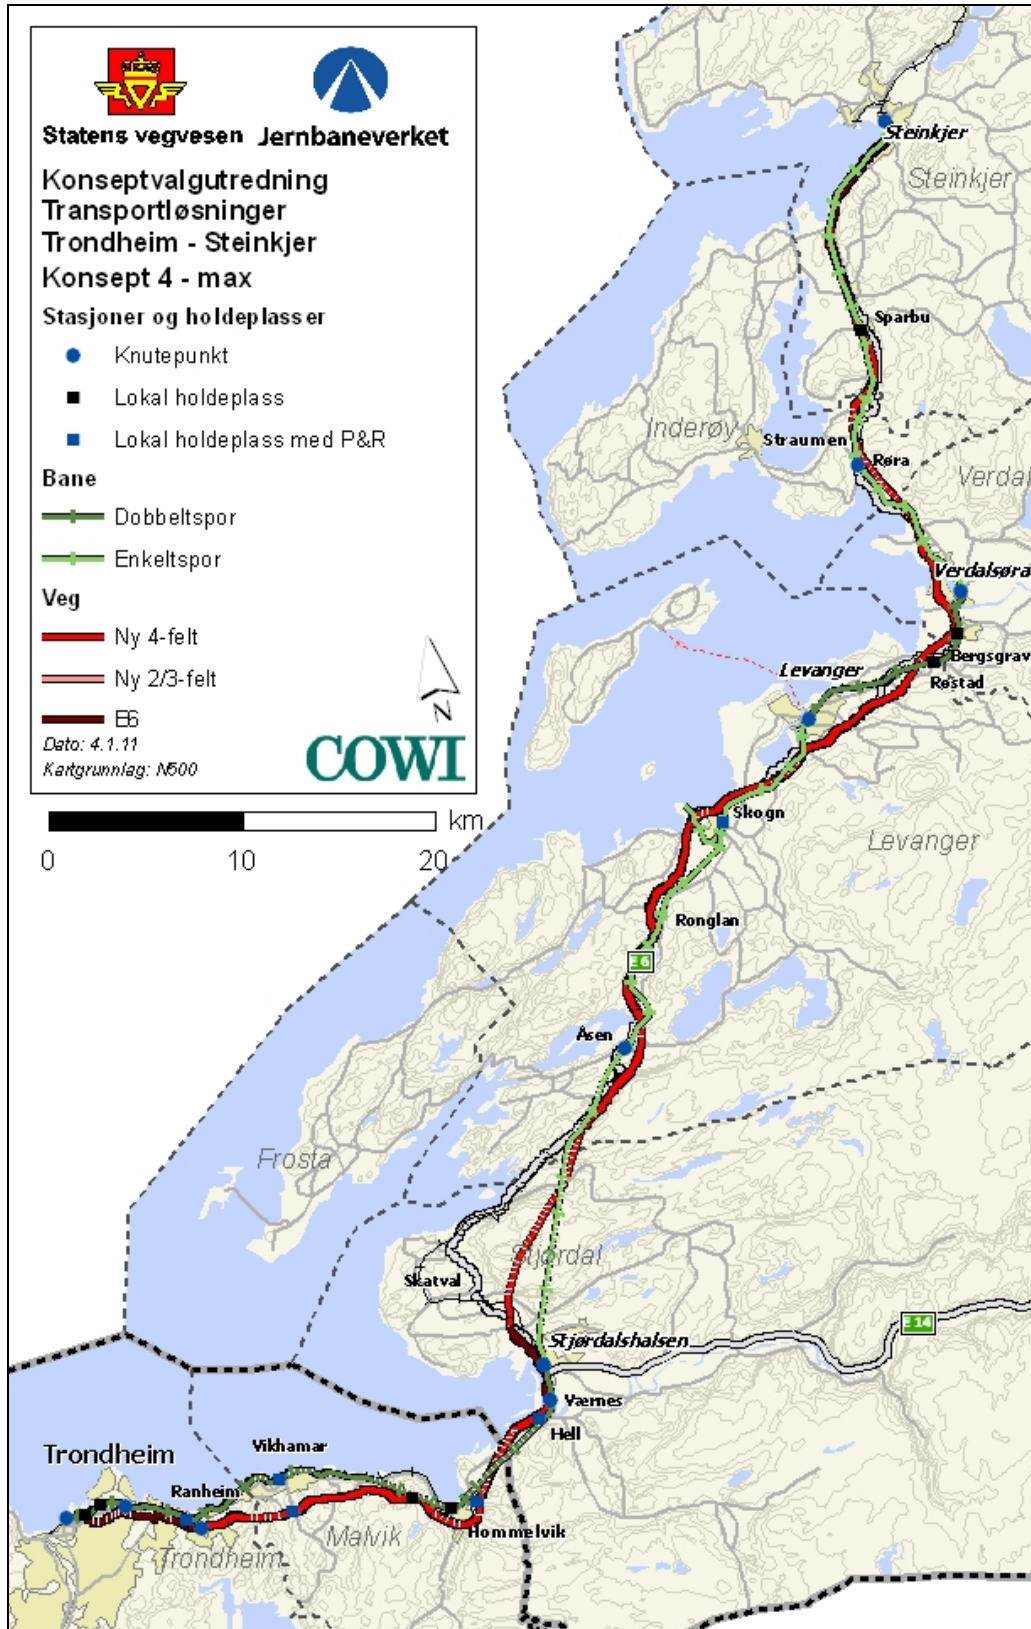 Statens vegvesen
Jernbaneverket
Konseptvalgutredning
Transportløsninger
Trondheim - Steinkjer
Konsept 4 - max
Stasjoner og holdeplasser
Knutepunkt
Lokal holdeplass
Lokal holdeplass med P&R
Bane
Dobbeltspor
Enkeltspor
Veg
Ny 4-felt
Ny 2/3-felt
E6
Dato: 4.1.11
Kartgrunnlag: N500
N
COWI
km
0 10 20
Steinkjer
Steinkjer
Sparbu
Inderøy
Straumen
Røra
Verdal
Verdalsøra
Bergsgrav
Levanger
Røstad
Skogn
Levanger
Ronglan
E6
Åsen
Frosta
Stjørdal
Skatval
E14
Stjørdalshalsen
Værnes
Hell
Trondheim
Vikhamar
Ranheim
Hommelvik
Malvik
Trondheim